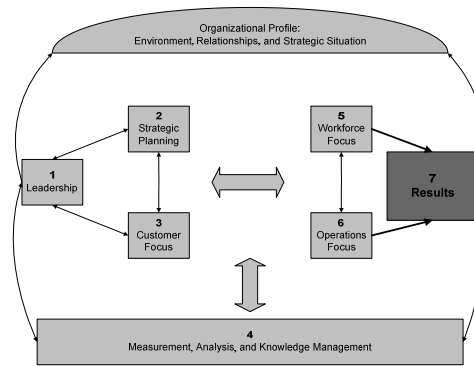 Organizational Profile:
Environment, Relationships, and Strategic Situation
2
Strategic
Planning
5
Workforce
Focus
1
Leadership
7
Results
3
Customer
Focus
6
Operations
Focus
4
Measurement, Analysis, and Knowledge Management